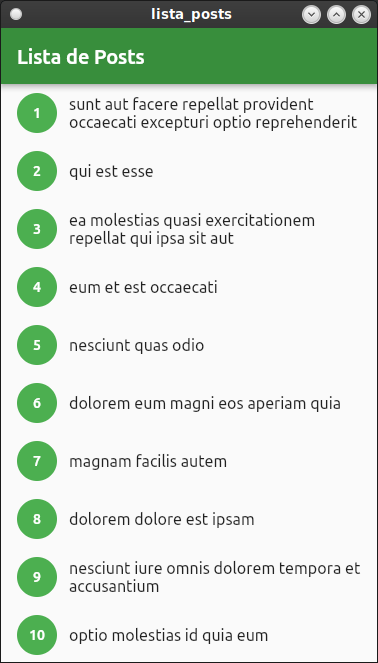 lista_posts
Lista de Posts
1
sunt aut facere repellat provident
occaecati excepturi optio reprehenderit
2
qui est esse
3
ea molestias quasi exercitationem
repellat qui ipsa sit aut
4
eum et est occaecati
5
nesciunt quas odio
6
dolorem eum magni eos aperiam quia
7
magnam facilis autem
8
dolorem dolore est ipsam
9
nesciunt iure omnis dolorem tempora et
accusantium
10
optio molestias id quia eum